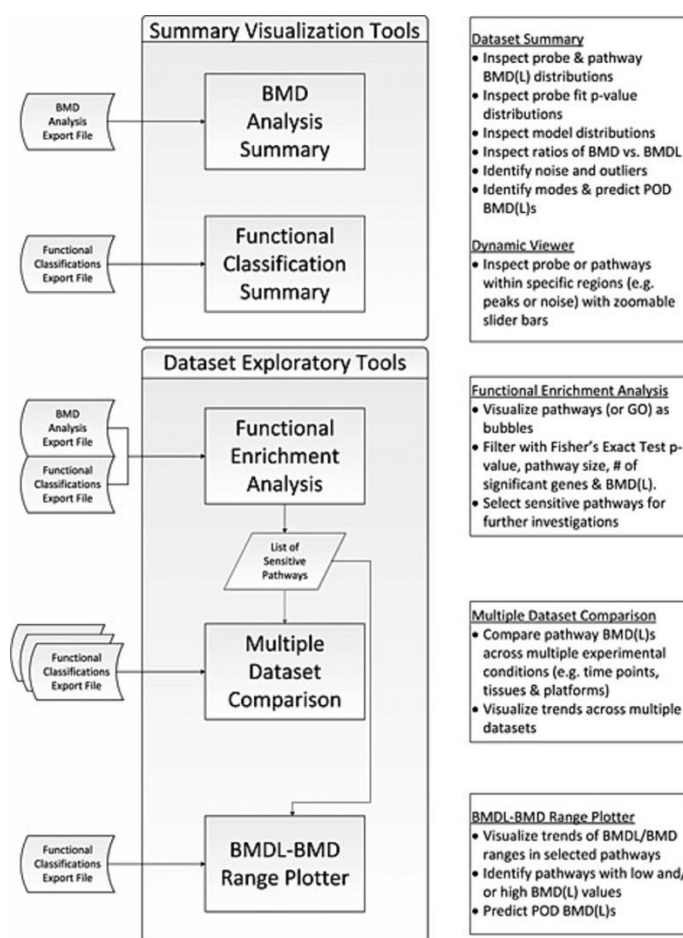 Summary Visualization Tools
BMD
Analysis
Export File
BMD
Analysis
Summary
Functional
Classifications
Export File
Functional
Classification
Summary
Dataset Summary
• Inspect probe & pathway
BMD(L) distributions
• Inspect probe fit p-value
distributions
• Inspect model distributions
• Inspect ratios of BMD vs. BMDL
• Identify noise and outliers
• Identify modes & predict POD
BMD(L)s
Dynamic Viewer
• Inspect probe or pathways
within specific regions (e.g.
peaks or noise) with zoomable
slider bars
Dataset Exploratory Tools
BMD
Analysis
Export File
Functional
Classifications
Export File
Functional
Enrichment
Analysis
List of
Sensitive
Pathways
Functional
Classifications
Export File
Multiple
Dataset
Comparison
Functional
Classifications
Export File
BMDL-BMD
Range Plotter
Functional Enrichment Analysis
• Visualize pathways (or GO) as
bubbles
• Filter with Fisher's Exact Test p-
value, pathway size, # of
significant genes & BMD(L).
• Select sensitive pathways for
further investigations
Multiple Dataset Comparison
• Compare pathway BMD(L)s
across multiple experimental
conditions (e.g. time points,
tissues & platforms)
• Visualize trends across multiple
datasets
BMDL-BMD Range Plotter
• Visualize trends of BMDL/BMD
ranges in selected pathways
• Identify pathways with low and/
or high BMD(L) values
• Predict POD BMD(L)s